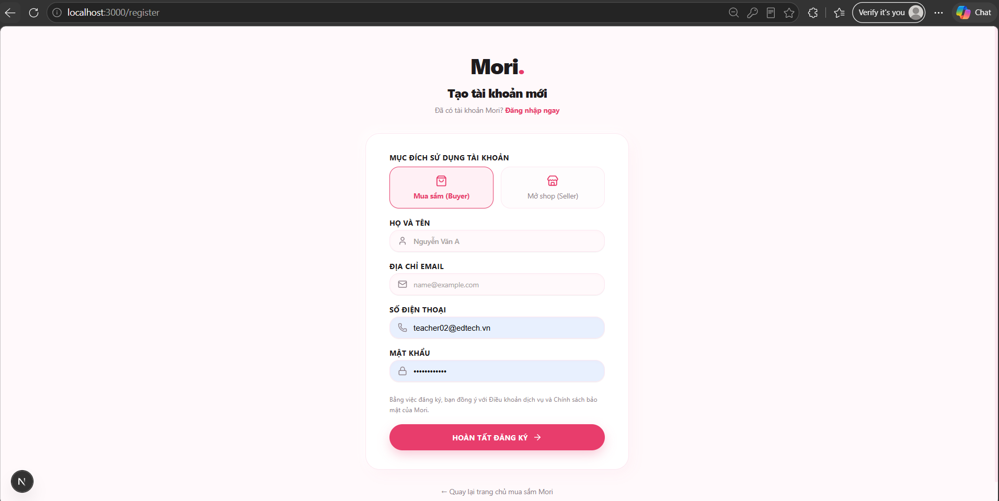 localhost:3000/register
Verify it's you
Chat
Mori.
Tạo tài khoản mới
Đã có tài khoản Mori? Đăng nhập ngay
MỤC ĐÍCH SỬ DỤNG TÀI KHOẢN
Mua sắm (Buyer)
Mở shop (Seller)
HỌ VÀ TÊN
Nguyễn Văn A
ĐỊA CHỈ EMAIL
name@example.com
SỐ ĐIỆN THOẠI
teacher02@edtech.vn
MẬT KHẨU
••••••••••••
Bằng việc đăng ký, bạn đồng ý với Điều khoản dịch vụ và Chính sách bảo
mật của Mori.
HOÀN TẤT ĐĂNG KÝ →
N
← Quay lại trang chủ mua sắm Mori